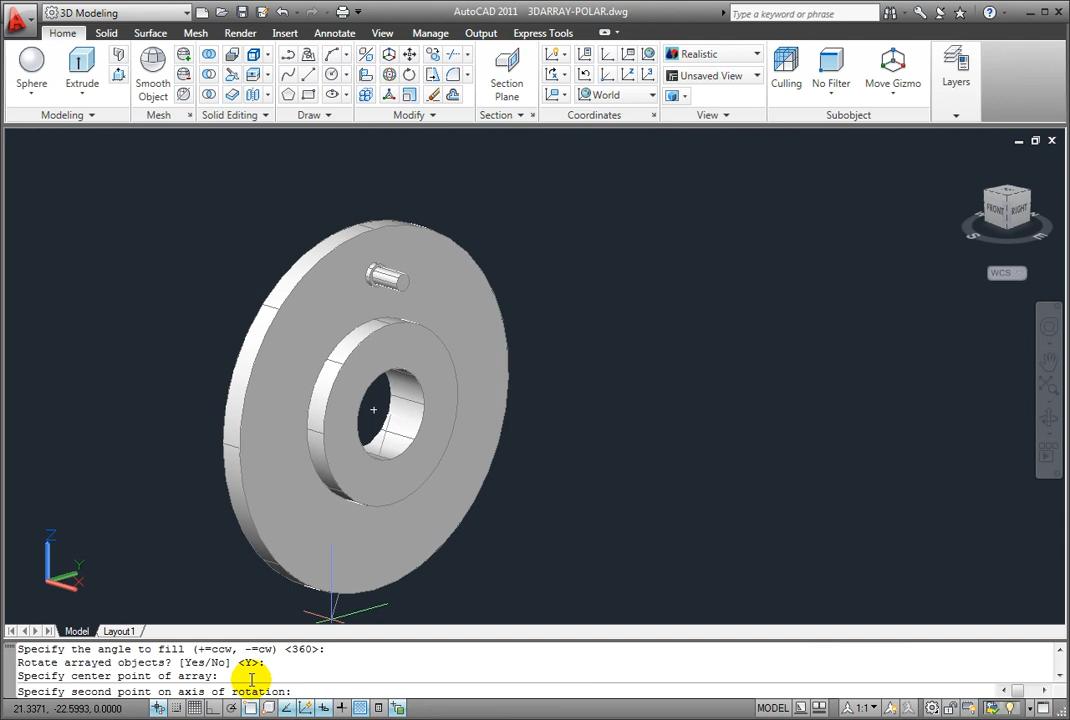 3D Modeling
AutoCAD 2011 3DARRAY-POLAR.dwg
Type a keyword or phrase
Home Solid Surface Mesh Render Insert Annotate View Manage Output Express Tools
Sphere
Extrude
Smooth Object
Section Plane
Realistic
Unsaved View
World
Culling
No Filter
Move Gizmo
Layers
Modeling Mesh Solid Editing Draw Modify Section Coordinates View Subobject
FRONT RIGHT
S E
WCS
Z
Y
X
Model Layout1
Specify the angle to fill (+=ccw, -=cw) <360>:
Rotate arrayed objects? [Yes/No] <Y>:
Specify center point of array:
Specify second point on axis of rotation:
21.3371, -22.5993, 0.0000
MODEL
1:1